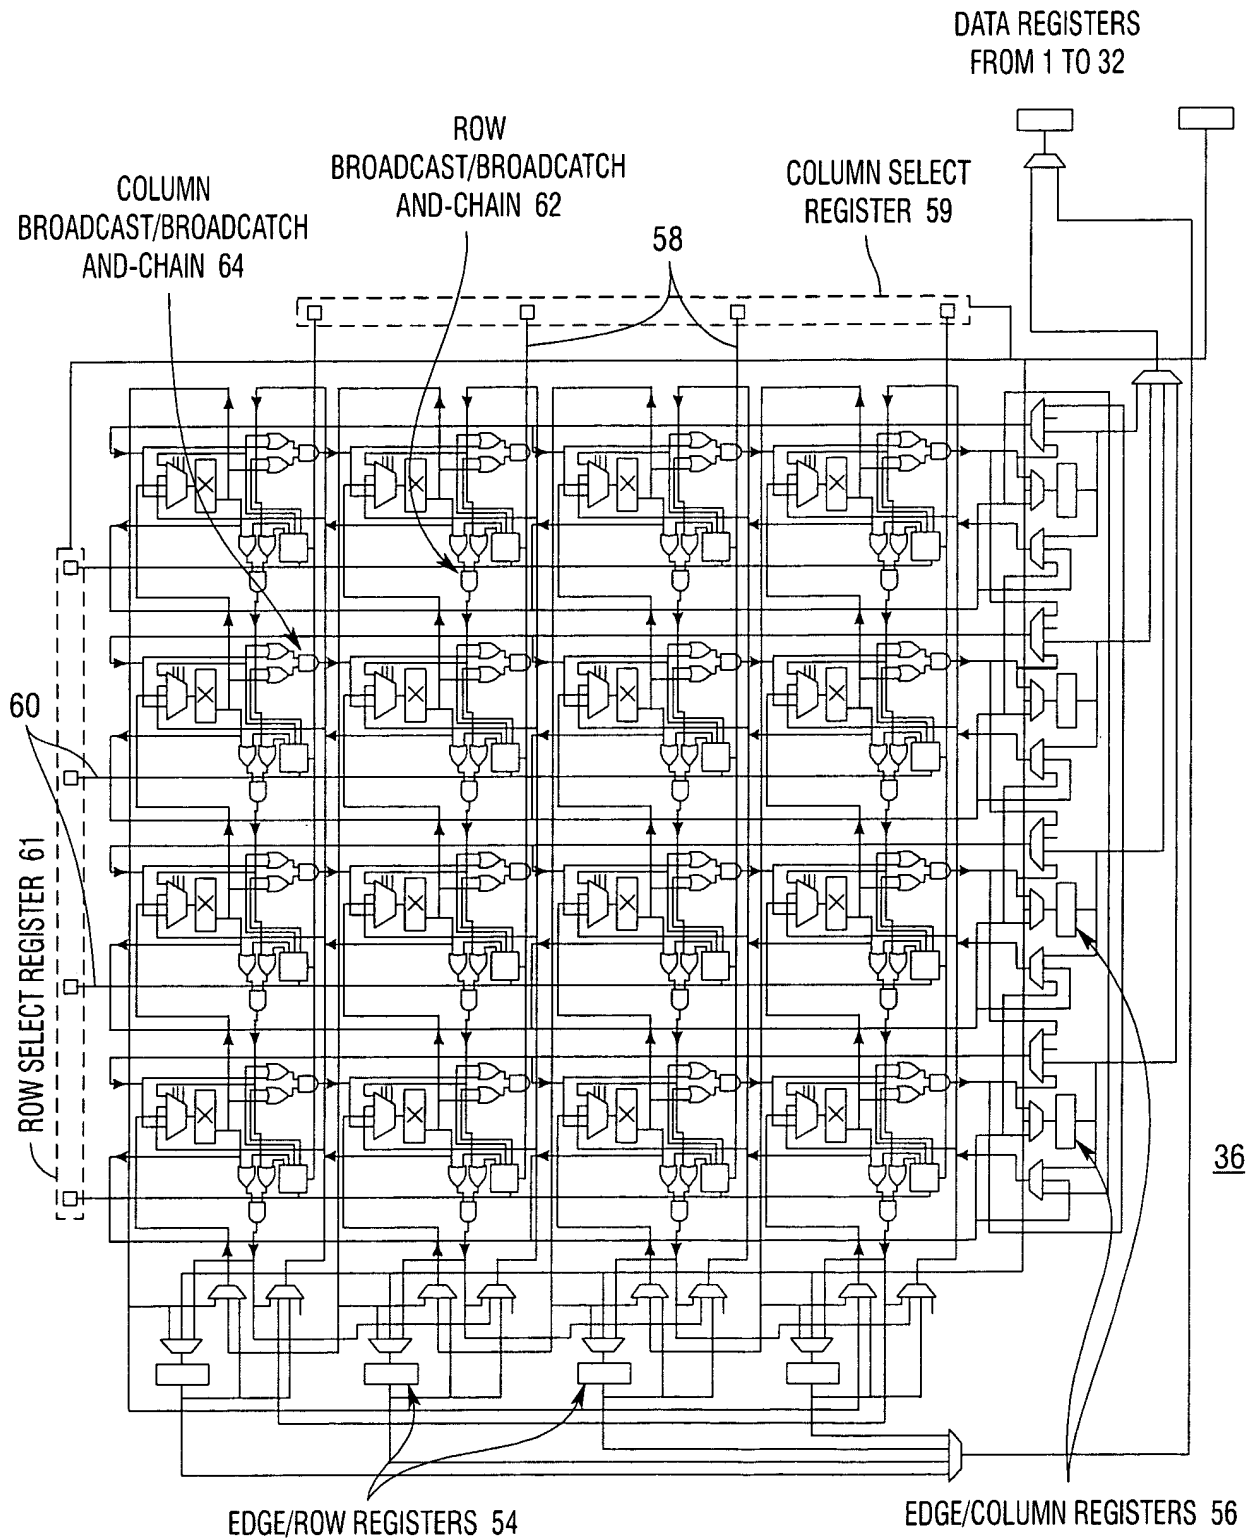 DATA REGISTERS
FROM 1 TO 32
ROW
BROADCAST/BROADCATCH
AND-CHAIN 62
COLUMN SELECT
REGISTER 59
COLUMN
BROADCAST/BROADCATCH
AND-CHAIN 64
58
60
ROW SELECT REGISTER 61
36
EDGE/ROW REGISTERS 54
EDGE/COLUMN REGISTERS 56